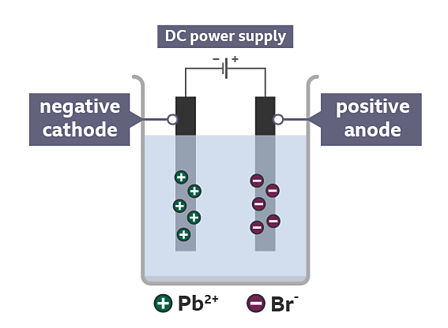 DC power supply
- +
negative
cathode
positive
anode
+ Pb²⁺
− Br⁻